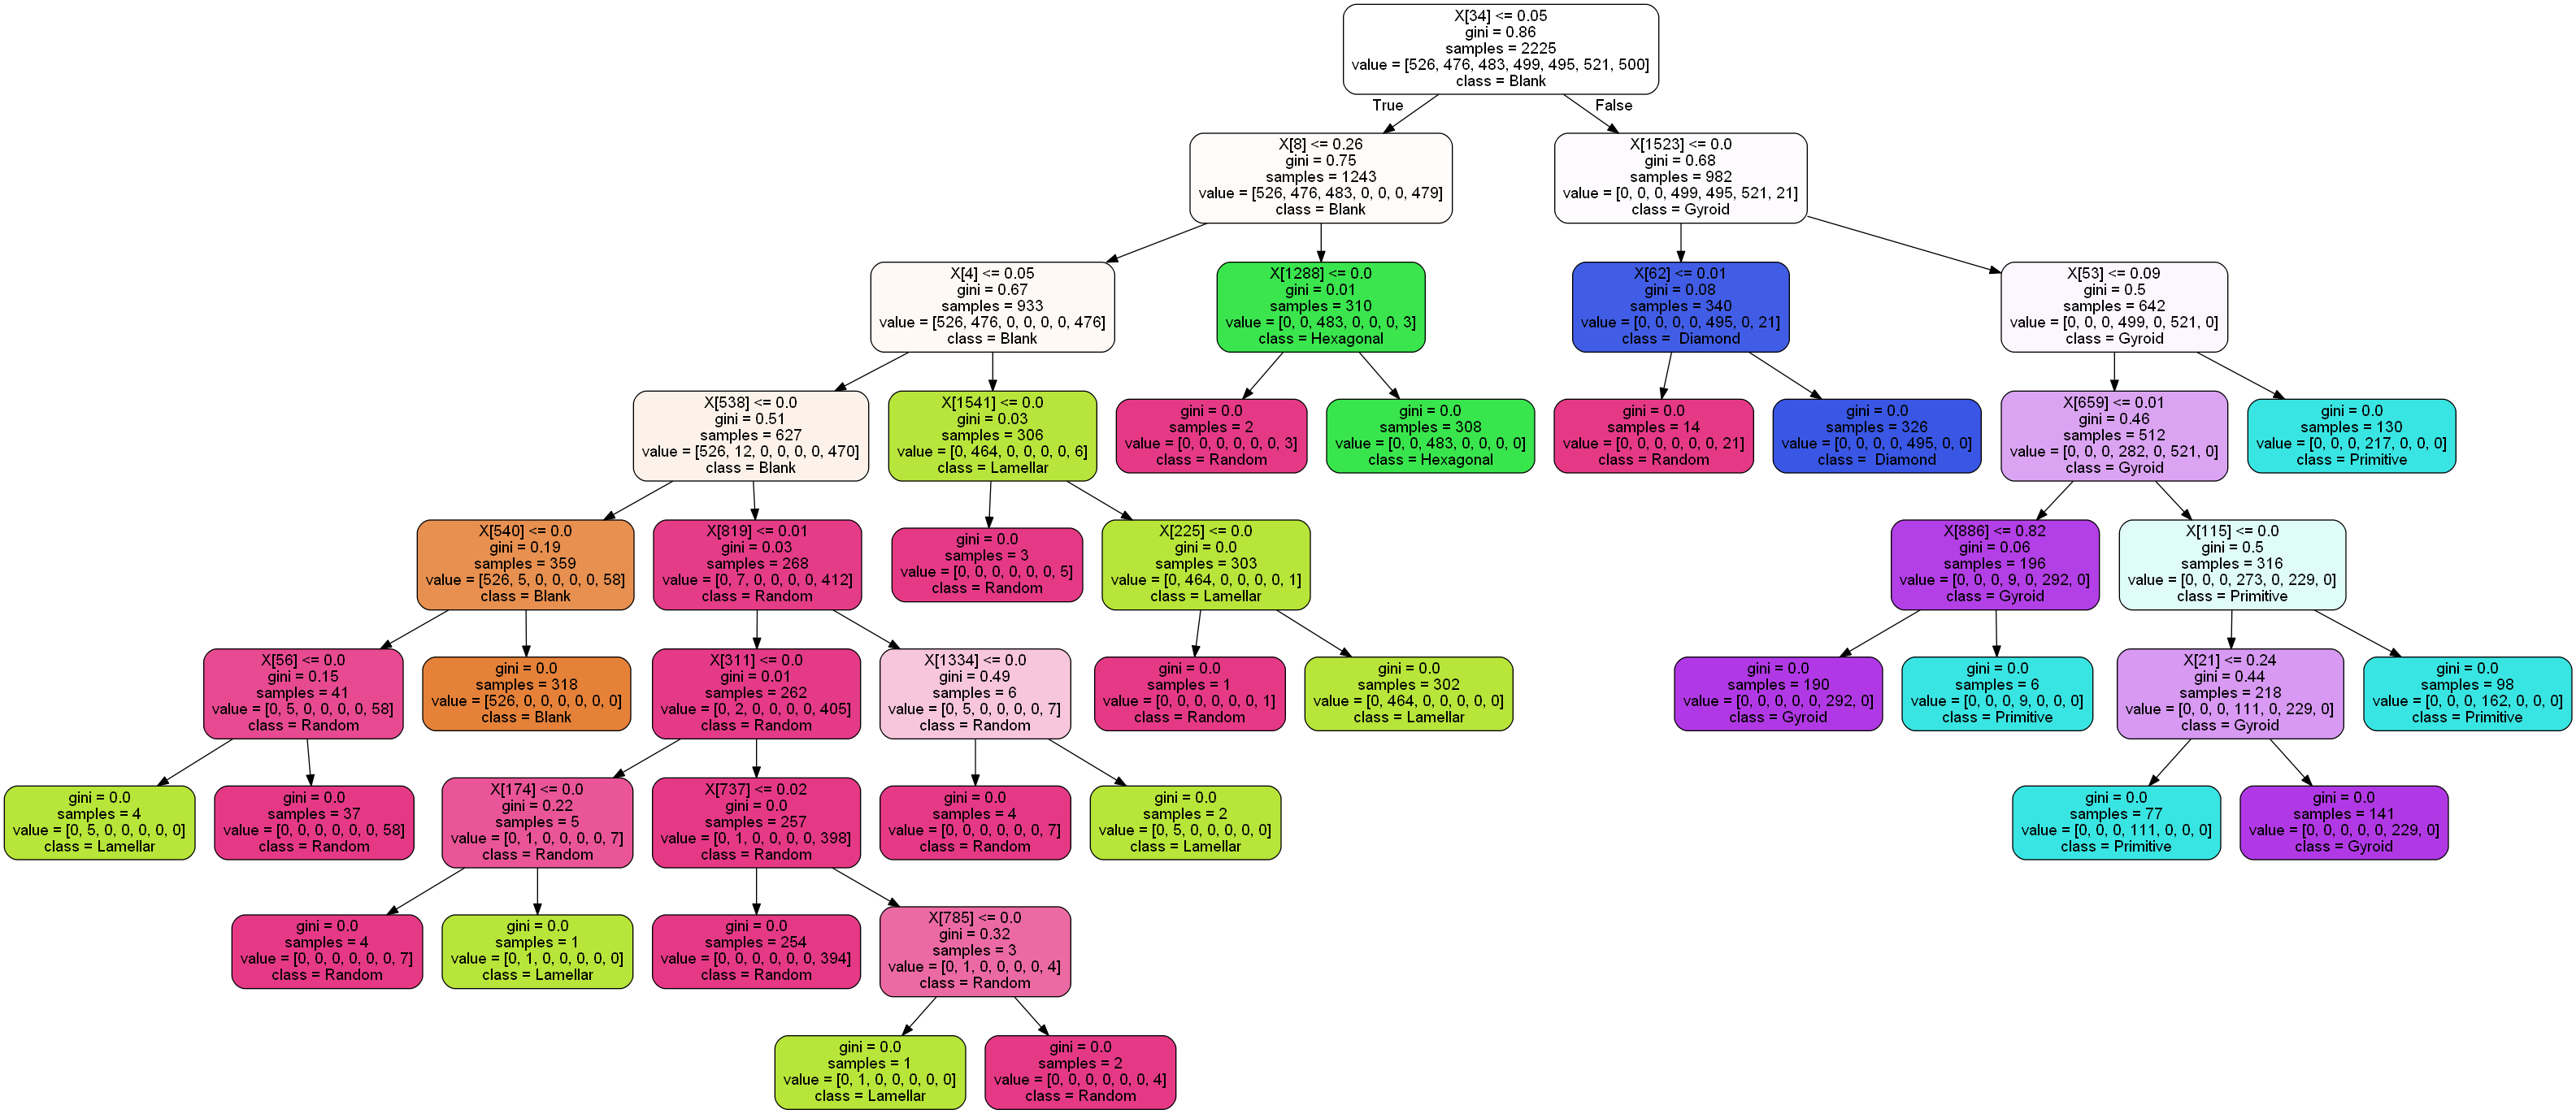 X[34] <= 0.05
gini = 0.86
samples = 2225
value = [526, 476, 483, 499, 495, 521, 500]
class = Blank
True
False
X[8] <= 0.26
gini = 0.75
samples = 1243
value = [526, 476, 483, 0, 0, 0, 479]
class = Blank
X[1523] <= 0.0
gini = 0.68
samples = 982
value = [0, 0, 0, 499, 495, 521, 21]
class = Gyroid
X[4] <= 0.05
gini = 0.67
samples = 933
value = [526, 476, 0, 0, 0, 0, 476]
class = Blank
X[1288] <= 0.0
gini = 0.01
samples = 310
value = [0, 0, 483, 0, 0, 0, 3]
class = Hexagonal
X[62] <= 0.01
gini = 0.08
samples = 340
value = [0, 0, 0, 0, 495, 0, 21]
class =  Diamond
X[53] <= 0.09
gini = 0.5
samples = 642
value = [0, 0, 0, 499, 0, 521, 0]
class = Gyroid
X[538] <= 0.0
gini = 0.51
samples = 627
value = [526, 12, 0, 0, 0, 0, 470]
class = Blank
X[1541] <= 0.0
gini = 0.03
samples = 306
value = [0, 464, 0, 0, 0, 0, 6]
class = Lamellar
gini = 0.0
samples = 2
value = [0, 0, 0, 0, 0, 0, 3]
class = Random
gini = 0.0
samples = 308
value = [0, 0, 483, 0, 0, 0, 0]
class = Hexagonal
gini = 0.0
samples = 14
value = [0, 0, 0, 0, 0, 0, 21]
class = Random
gini = 0.0
samples = 326
value = [0, 0, 0, 0, 495, 0, 0]
class =  Diamond
X[659] <= 0.01
gini = 0.46
samples = 512
value = [0, 0, 0, 282, 0, 521, 0]
class = Gyroid
gini = 0.0
samples = 130
value = [0, 0, 0, 217, 0, 0, 0]
class = Primitive
X[540] <= 0.0
gini = 0.19
samples = 359
value = [526, 5, 0, 0, 0, 0, 58]
class = Blank
X[819] <= 0.01
gini = 0.03
samples = 268
value = [0, 7, 0, 0, 0, 0, 412]
class = Random
gini = 0.0
samples = 3
value = [0, 0, 0, 0, 0, 0, 5]
class = Random
X[225] <= 0.0
gini = 0.0
samples = 303
value = [0, 464, 0, 0, 0, 0, 1]
class = Lamellar
X[886] <= 0.82
gini = 0.06
samples = 196
value = [0, 0, 0, 9, 0, 292, 0]
class = Gyroid
X[115] <= 0.0
gini = 0.5
samples = 316
value = [0, 0, 0, 273, 0, 229, 0]
class = Primitive
X[56] <= 0.0
gini = 0.15
samples = 41
value = [0, 5, 0, 0, 0, 0, 58]
class = Random
gini = 0.0
samples = 318
value = [526, 0, 0, 0, 0, 0, 0]
class = Blank
X[311] <= 0.0
gini = 0.01
samples = 262
value = [0, 2, 0, 0, 0, 0, 405]
class = Random
X[1334] <= 0.0
gini = 0.49
samples = 6
value = [0, 5, 0, 0, 0, 0, 7]
class = Random
gini = 0.0
samples = 1
value = [0, 0, 0, 0, 0, 0, 1]
class = Random
gini = 0.0
samples = 302
value = [0, 464, 0, 0, 0, 0, 0]
class = Lamellar
gini = 0.0
samples = 190
value = [0, 0, 0, 0, 0, 292, 0]
class = Gyroid
gini = 0.0
samples = 6
value = [0, 0, 0, 9, 0, 0, 0]
class = Primitive
X[21] <= 0.24
gini = 0.44
samples = 218
value = [0, 0, 0, 111, 0, 229, 0]
class = Gyroid
gini = 0.0
samples = 98
value = [0, 0, 0, 162, 0, 0, 0]
class = Primitive
gini = 0.0
samples = 4
value = [0, 5, 0, 0, 0, 0, 0]
class = Lamellar
gini = 0.0
samples = 37
value = [0, 0, 0, 0, 0, 0, 58]
class = Random
X[174] <= 0.0
gini = 0.22
samples = 5
value = [0, 1, 0, 0, 0, 0, 7]
class = Random
X[737] <= 0.02
gini = 0.0
samples = 257
value = [0, 1, 0, 0, 0, 0, 398]
class = Random
gini = 0.0
samples = 4
value = [0, 0, 0, 0, 0, 0, 7]
class = Random
gini = 0.0
samples = 2
value = [0, 5, 0, 0, 0, 0, 0]
class = Lamellar
gini = 0.0
samples = 77
value = [0, 0, 0, 111, 0, 0, 0]
class = Primitive
gini = 0.0
samples = 141
value = [0, 0, 0, 0, 0, 229, 0]
class = Gyroid
gini = 0.0
samples = 4
value = [0, 0, 0, 0, 0, 0, 7]
class = Random
gini = 0.0
samples = 1
value = [0, 1, 0, 0, 0, 0, 0]
class = Lamellar
gini = 0.0
samples = 254
value = [0, 0, 0, 0, 0, 0, 394]
class = Random
X[785] <= 0.0
gini = 0.32
samples = 3
value = [0, 1, 0, 0, 0, 0, 4]
class = Random
gini = 0.0
samples = 1
value = [0, 1, 0, 0, 0, 0, 0]
class = Lamellar
gini = 0.0
samples = 2
value = [0, 0, 0, 0, 0, 0, 4]
class = Random